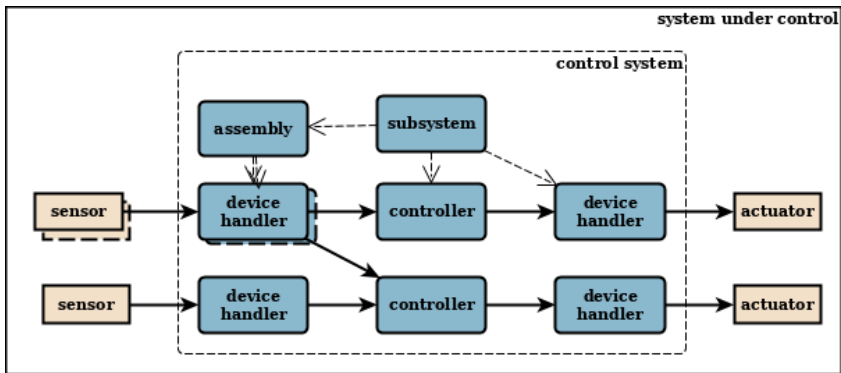 system under control
control system
assembly
subsystem
sensor
device
handler
controller
device
handler
actuator
sensor
device
handler
controller
device
handler
actuator